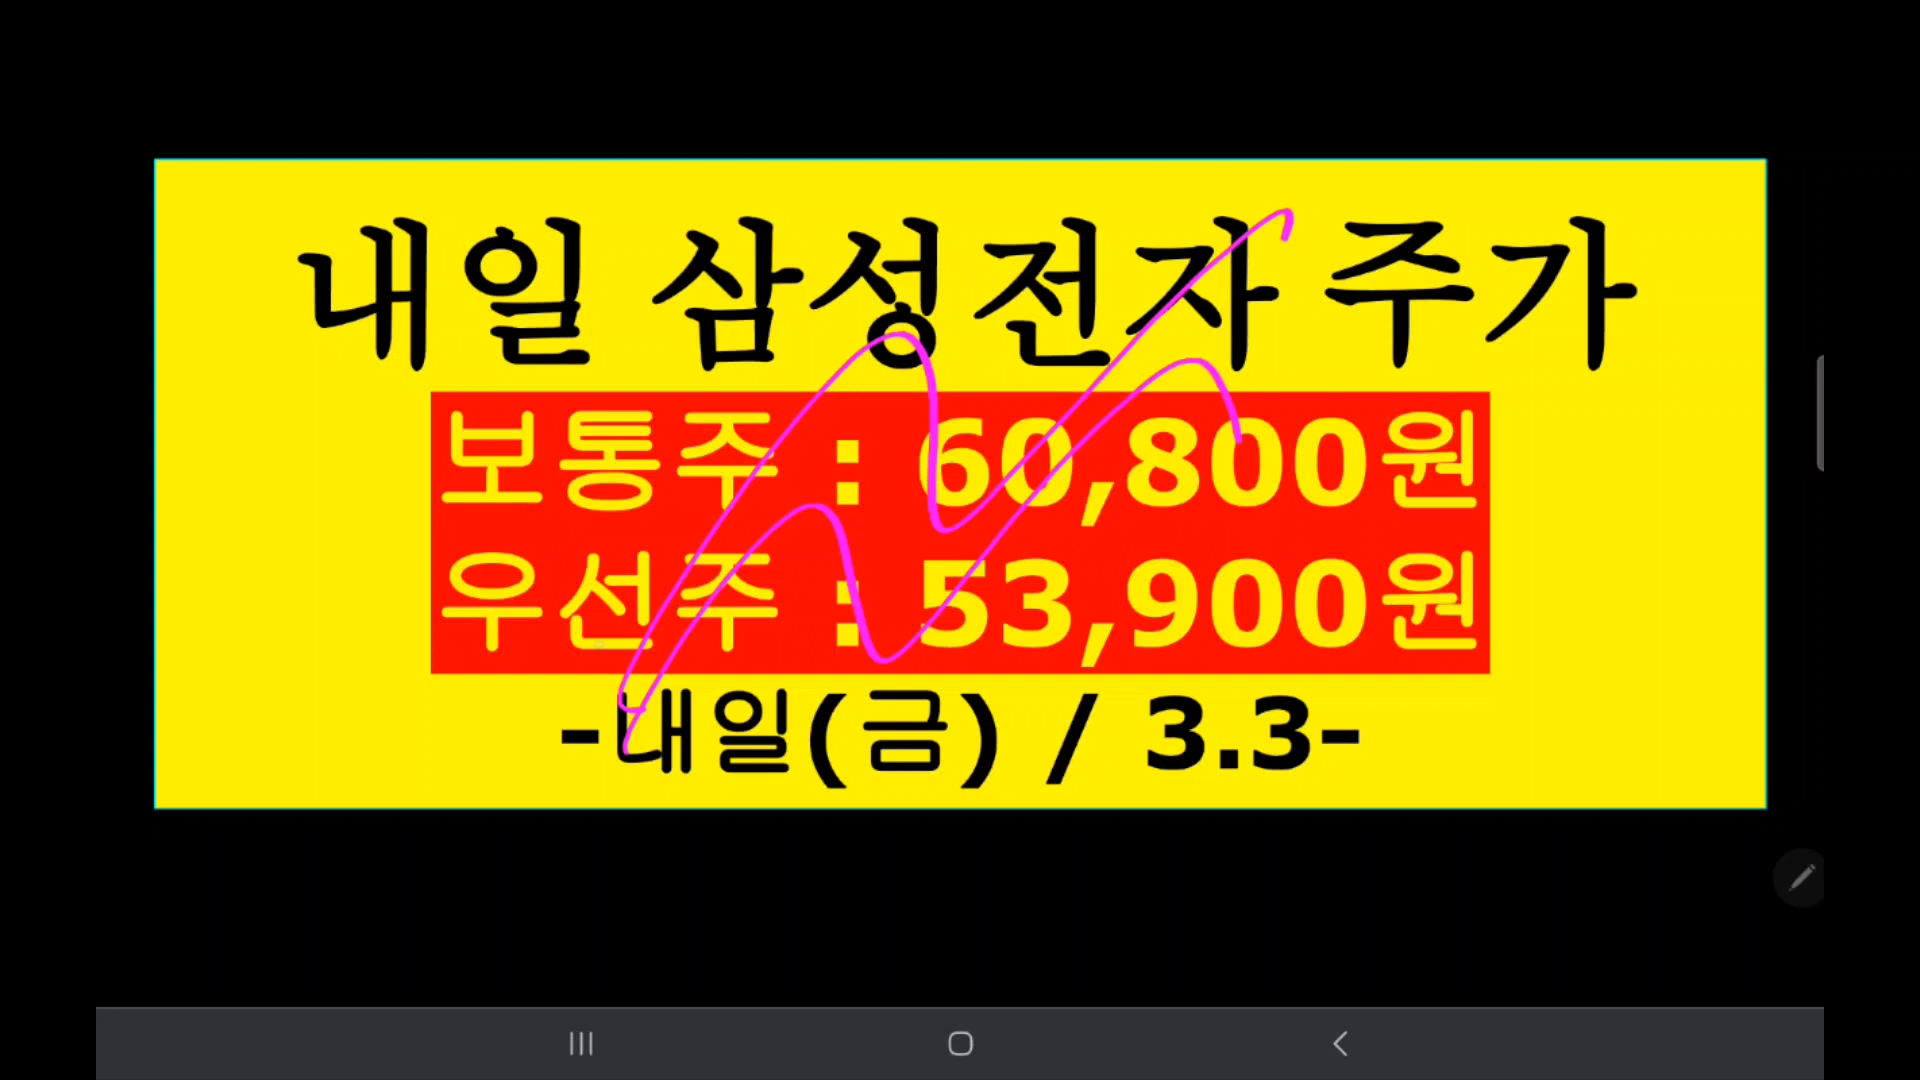 내일 삼성전자 주가
보통주 : 60,800원
우선주 : 53,900원
-내일(금) / 3.3-